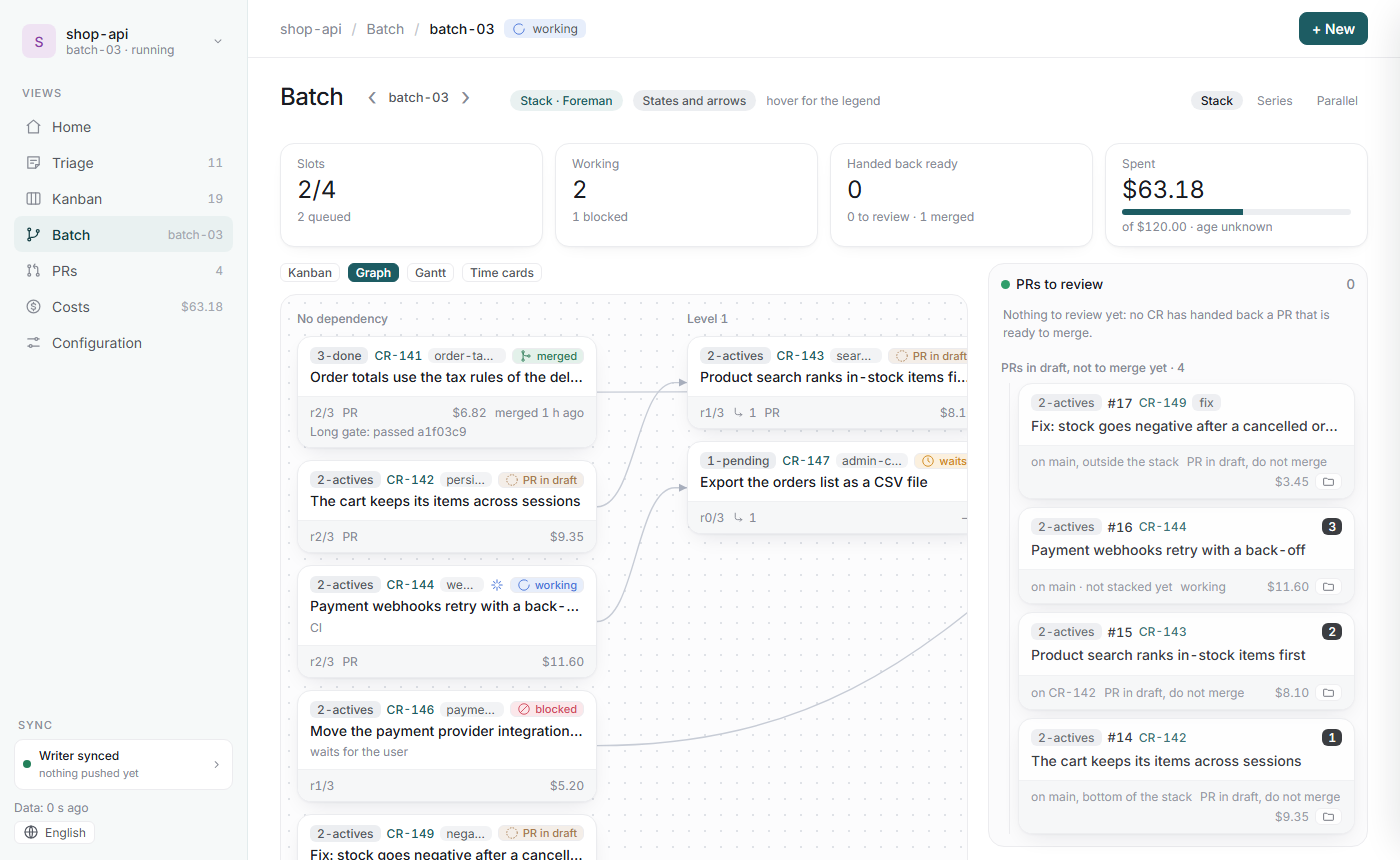 S
shop-api
batch-03 · running
VIEWS
Home
Triage 11
Kanban 19
Batch batch-03
PRs 4
Costs $63.18
Configuration
SYNC
Writer synced
nothing pushed yet
Data: 0 s ago
English
shop-api / Batch / batch-03 working
+ New
Batch batch-03 Stack · Foreman States and arrows hover for the legend
Stack Series Parallel
Slots
2/4
2 queued
Working
2
1 blocked
Handed back ready
0
0 to review · 1 merged
Spent
$63.18
of $120.00 · age unknown
Kanban Graph Gantt Time cards
No dependency
3-done CR-141 order-ta... merged
Order totals use the tax rules of the del...
r2/3 PR $6.82 merged 1 h ago
Long gate: passed a1f03c9
2-actives CR-142 persi... PR in draft
The cart keeps its items across sessions
r2/3 PR $9.35
2-actives CR-144 we... working
Payment webhooks retry with a back-...
CI
r2/3 PR $11.60
2-actives CR-146 payme... blocked
Move the payment provider integration...
waits for the user
r1/3 $5.20
2-actives CR-149 nega... PR in draft
Fix: stock goes negative after a cancell...
Level 1
2-actives CR-143 sear... PR in draft
Product search ranks in-stock items fi...
r1/3 1 PR $8.1
1-pending CR-147 admin-c... waits
Export the orders list as a CSV file
r0/3 1 –
PRs to review 0
Nothing to review yet: no CR has handed back a PR that is
ready to merge.
PRs in draft, not to merge yet · 4
2-actives #17 CR-149 fix
Fix: stock goes negative after a cancelled or...
on main, outside the stack PR in draft, do not merge
$3.45
2-actives #16 CR-144 3
Payment webhooks retry with a back-off
on main · not stacked yet working $11.60
2-actives #15 CR-143 2
Product search ranks in-stock items first
on CR-142 PR in draft, do not merge $8.10
2-actives #14 CR-142 1
The cart keeps its items across sessions
on main, bottom of the stack PR in draft, do not merge
$9.35